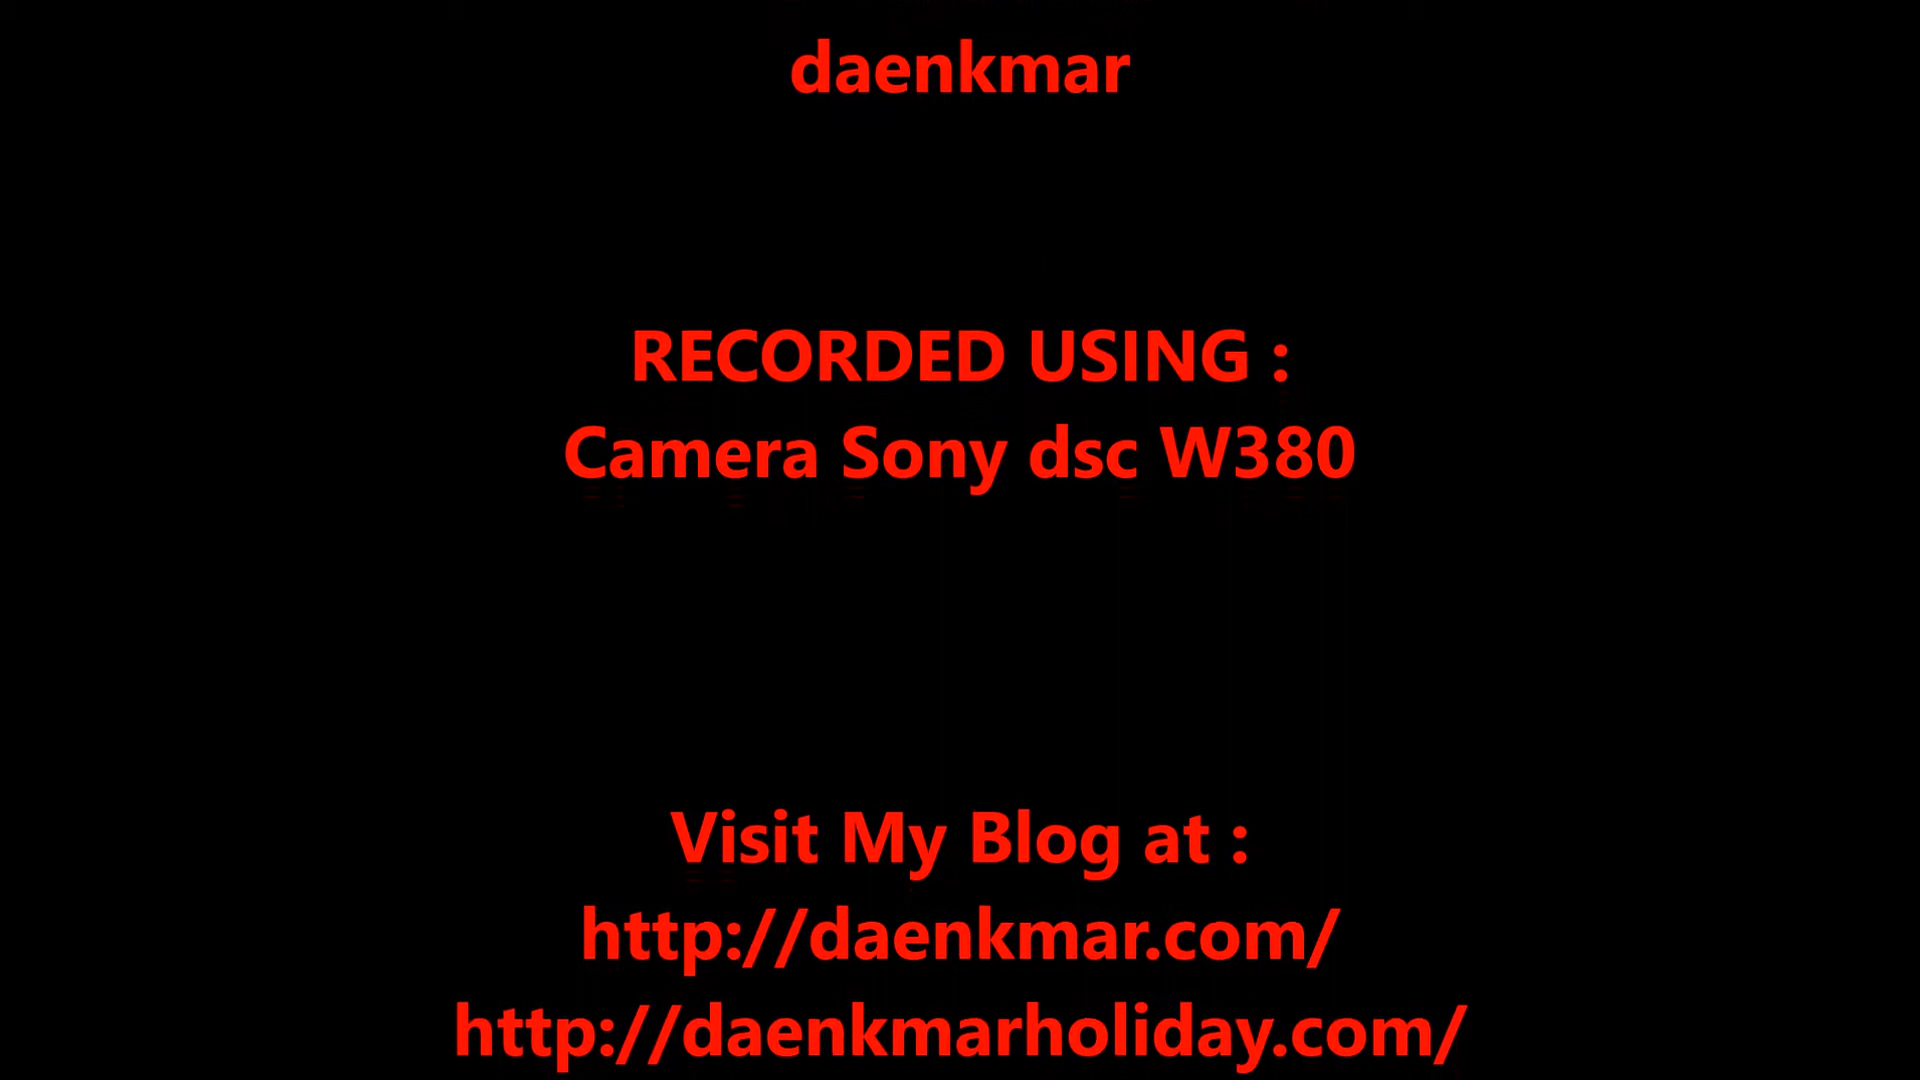 daenkmar
RECORDED USING :
Camera Sony dsc W380
Visit My Blog at :
http://daenkmar.com/
http://daenkmarholiday.com/